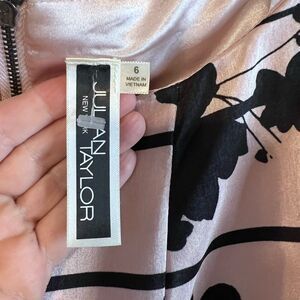 JULIAN
NEW YORK
TAYLOR
6
MADE IN
VIETNAM